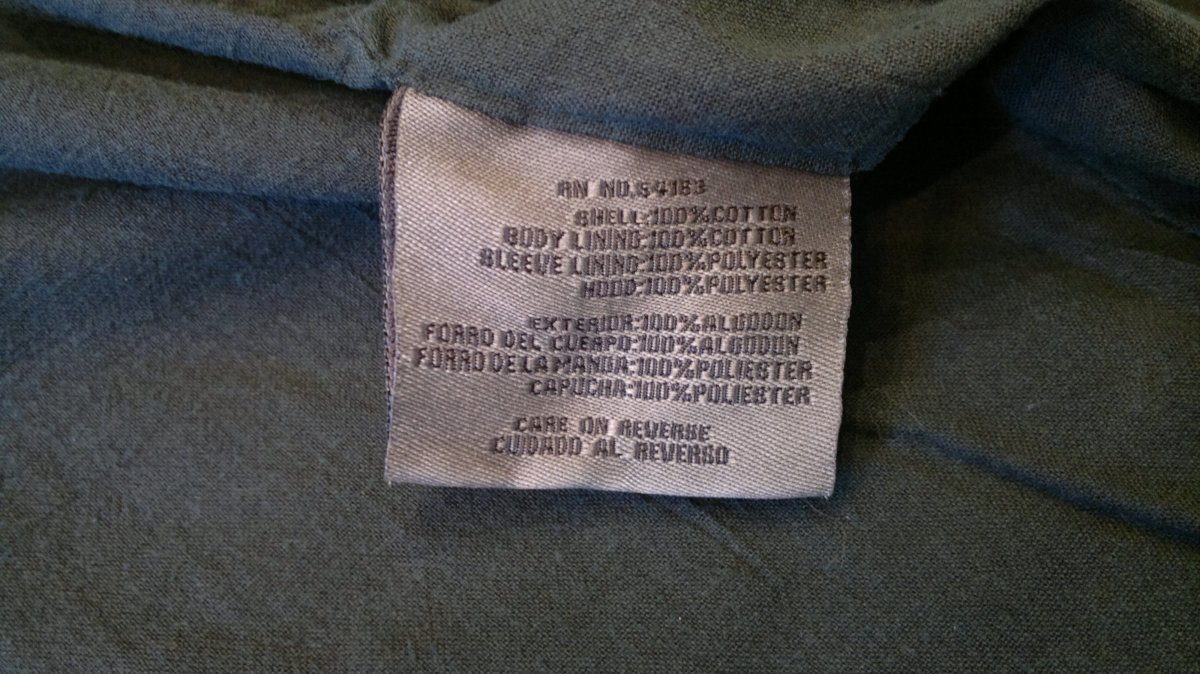 RN NO.54163
SHELL:100%COTTON
BODY LINING:100%COTTON
SLEEVE LINING:100%POLYESTER
HOOD:100%POLYESTER
EXTERIOR:100%ALGODON
FORRO DEL CUERPO:100%ALGODON
FORRO DE LA MANGA:100%POLIESTER
CAPUCHA:100%POLIESTER
CARE ON REVERSE
CUIDADO AL REVERSO